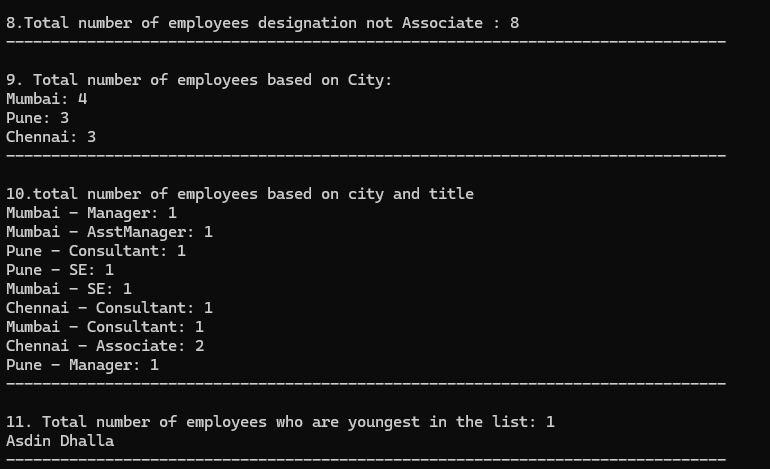 8.Total number of employees designation not Associate : 8
--------------------------------------------------------------------------------
9. Total number of employees based on City:
Mumbai: 4
Pune: 3
Chennai: 3
--------------------------------------------------------------------------------
10.total number of employees based on city and title
Mumbai - Manager: 1
Mumbai - AsstManager: 1
Pune - Consultant: 1
Pune - SE: 1
Mumbai - SE: 1
Chennai - Consultant: 1
Mumbai - Consultant: 1
Chennai - Associate: 2
Pune - Manager: 1
--------------------------------------------------------------------------------
11. Total number of employees who are youngest in the list: 1
Asdin Dhalla
--------------------------------------------------------------------------------